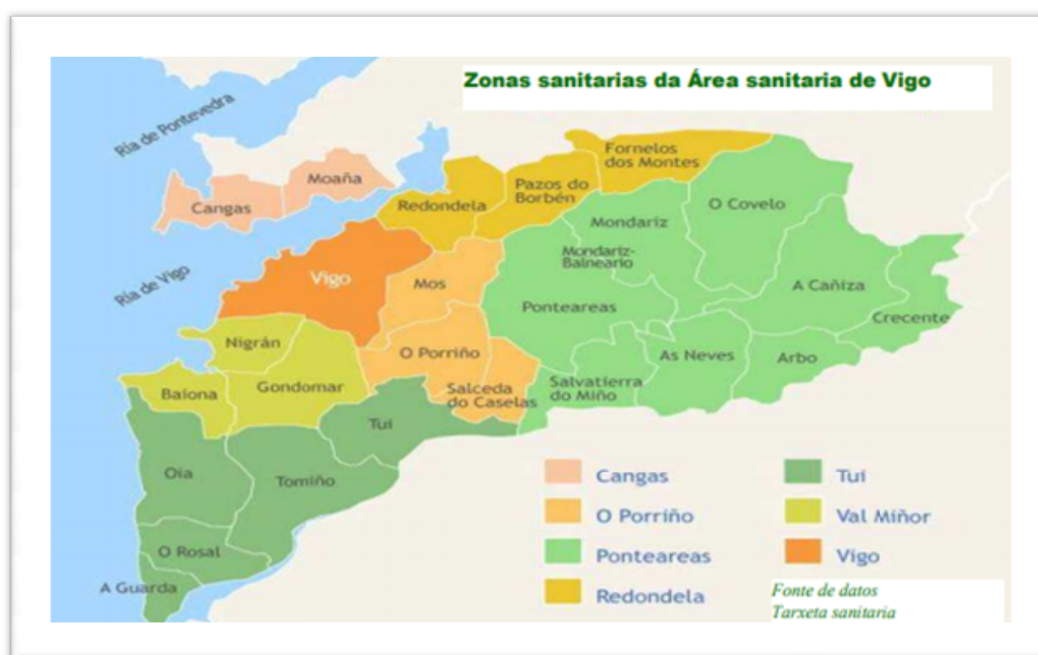 Zonas sanitarias da Área sanitaria de Vigo
Ría de Pontevedra
Fornelos
dos Montes
Moaña
Pazos do
Borbén
Cangas
Redondela
O Covelo
Mondariz
Mondariz-
Balneario
Ría de Vigo
Vigo
Mos
A Cañiza
Ponteareas
Crecente
Nigrán
O Porriño
As Neves
Arbo
Gondomar
Baiona
Salceda
do Caselas
Salvatierra
do Miño
Tui
Oia
Tomiño
O Rosal
A Guarda
Cangas
O Porriño
Ponteareas
Redondela
Tui
Val Miñor
Vigo
Fonte de datos
Tarxeta sanitaria